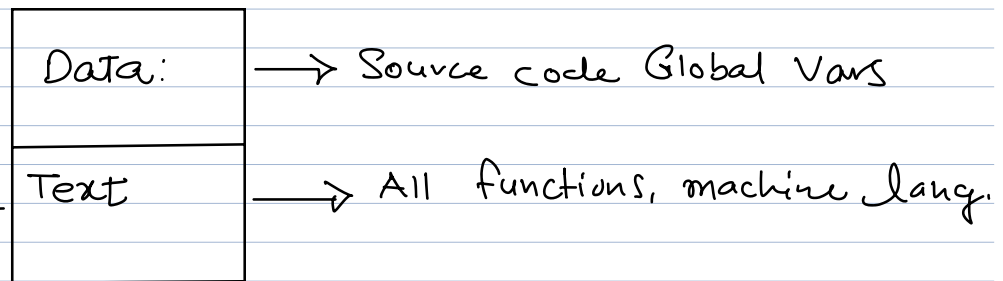 Data: → Source code Global Vars
Text → All functions, machine lang.